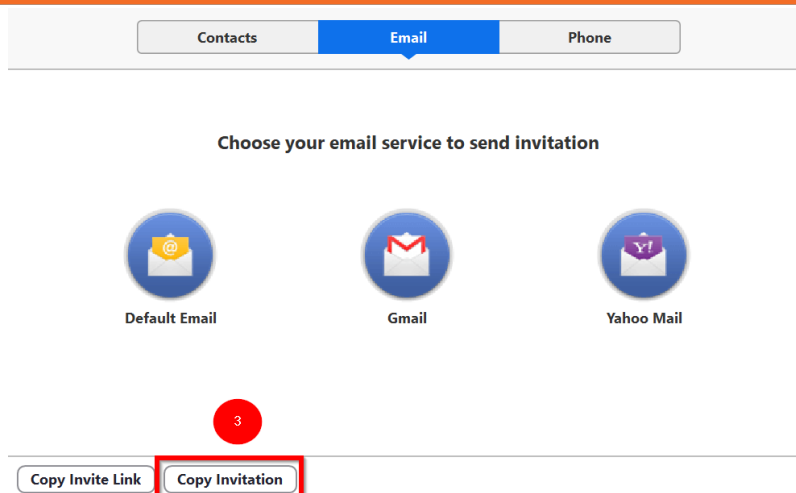 Contacts Email Phone
Choose your email service to send invitation
@ Y!
Default Email Gmail Yahoo Mail
3
Copy Invite Link Copy Invitation